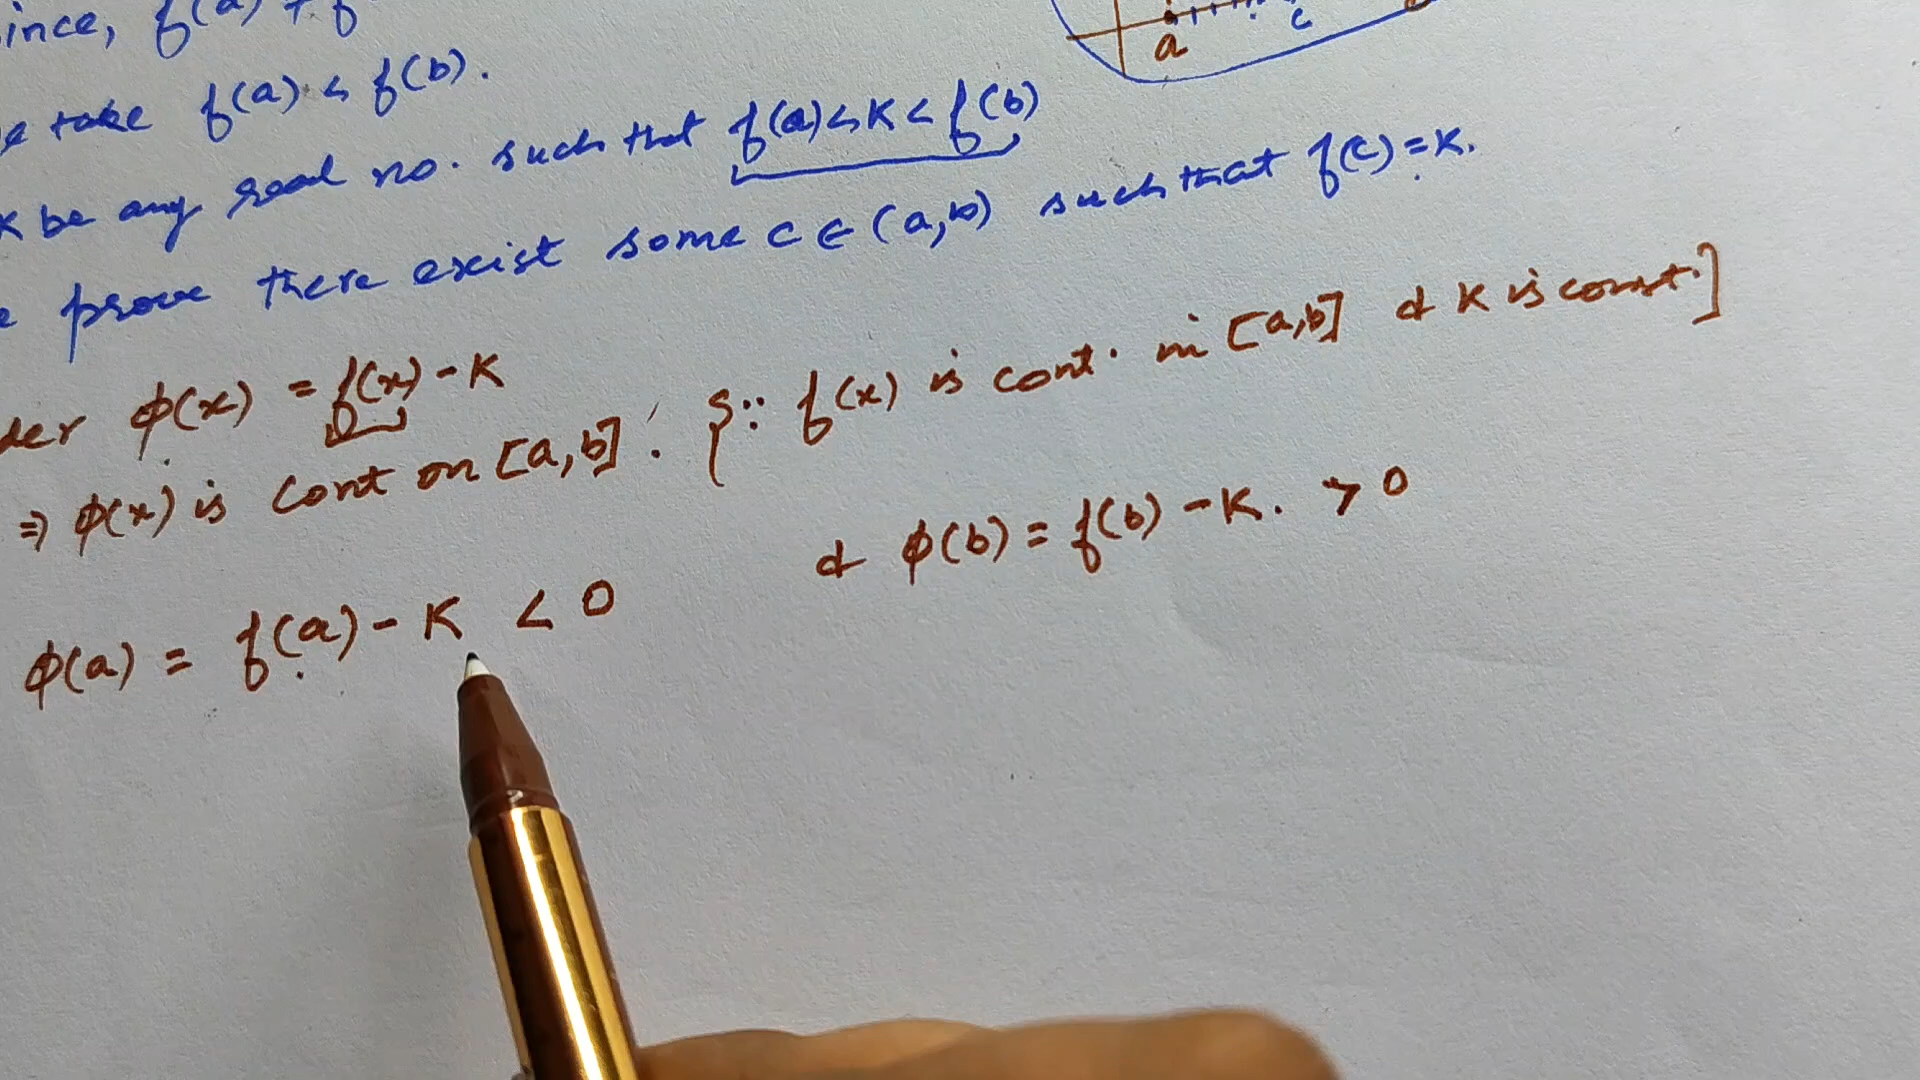 ince, f(a) ≠ f
take f(a) < f(b).
K be any real no. such that f(a) < K < f(b)
prove there exist some c ∈ (a,b) such that f(c) = K.
der φ(x) = f(x) - K
⇒ φ(x) is cont on [a,b]. {∵ f(x) is cont. in [a,b] & K is const.]
φ(a) = f(a) - K < 0 & φ(b) = f(b) - K. > 0
a c